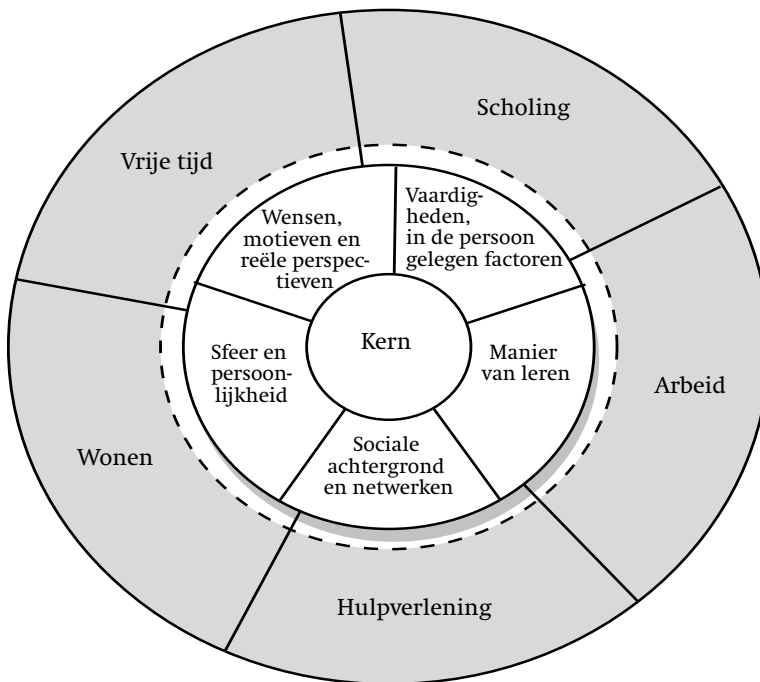 Scholing
Vrije tijd
Vaardig-
heden,
in de persoon
gelegen factoren
Wensen,
motieven en
reële perspec-
tieven
Kern
Sfeer en
persoon-
lijkheid
Manier
van leren
Arbeid
Sociale
achtergrond
en netwerken
Wonen
Hulpverlening